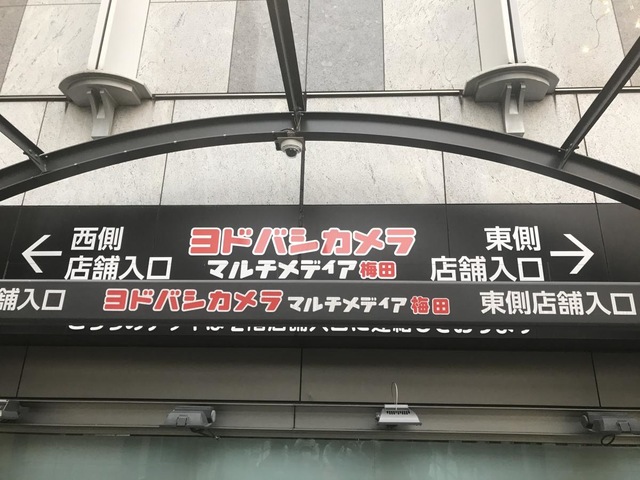 西側 店舗入口
ヨドバシカメラ
マルチメディア梅田
東側 店舗入口
舗入口 ヨドバシカメラ マルチメディア梅田 東側店舗入口